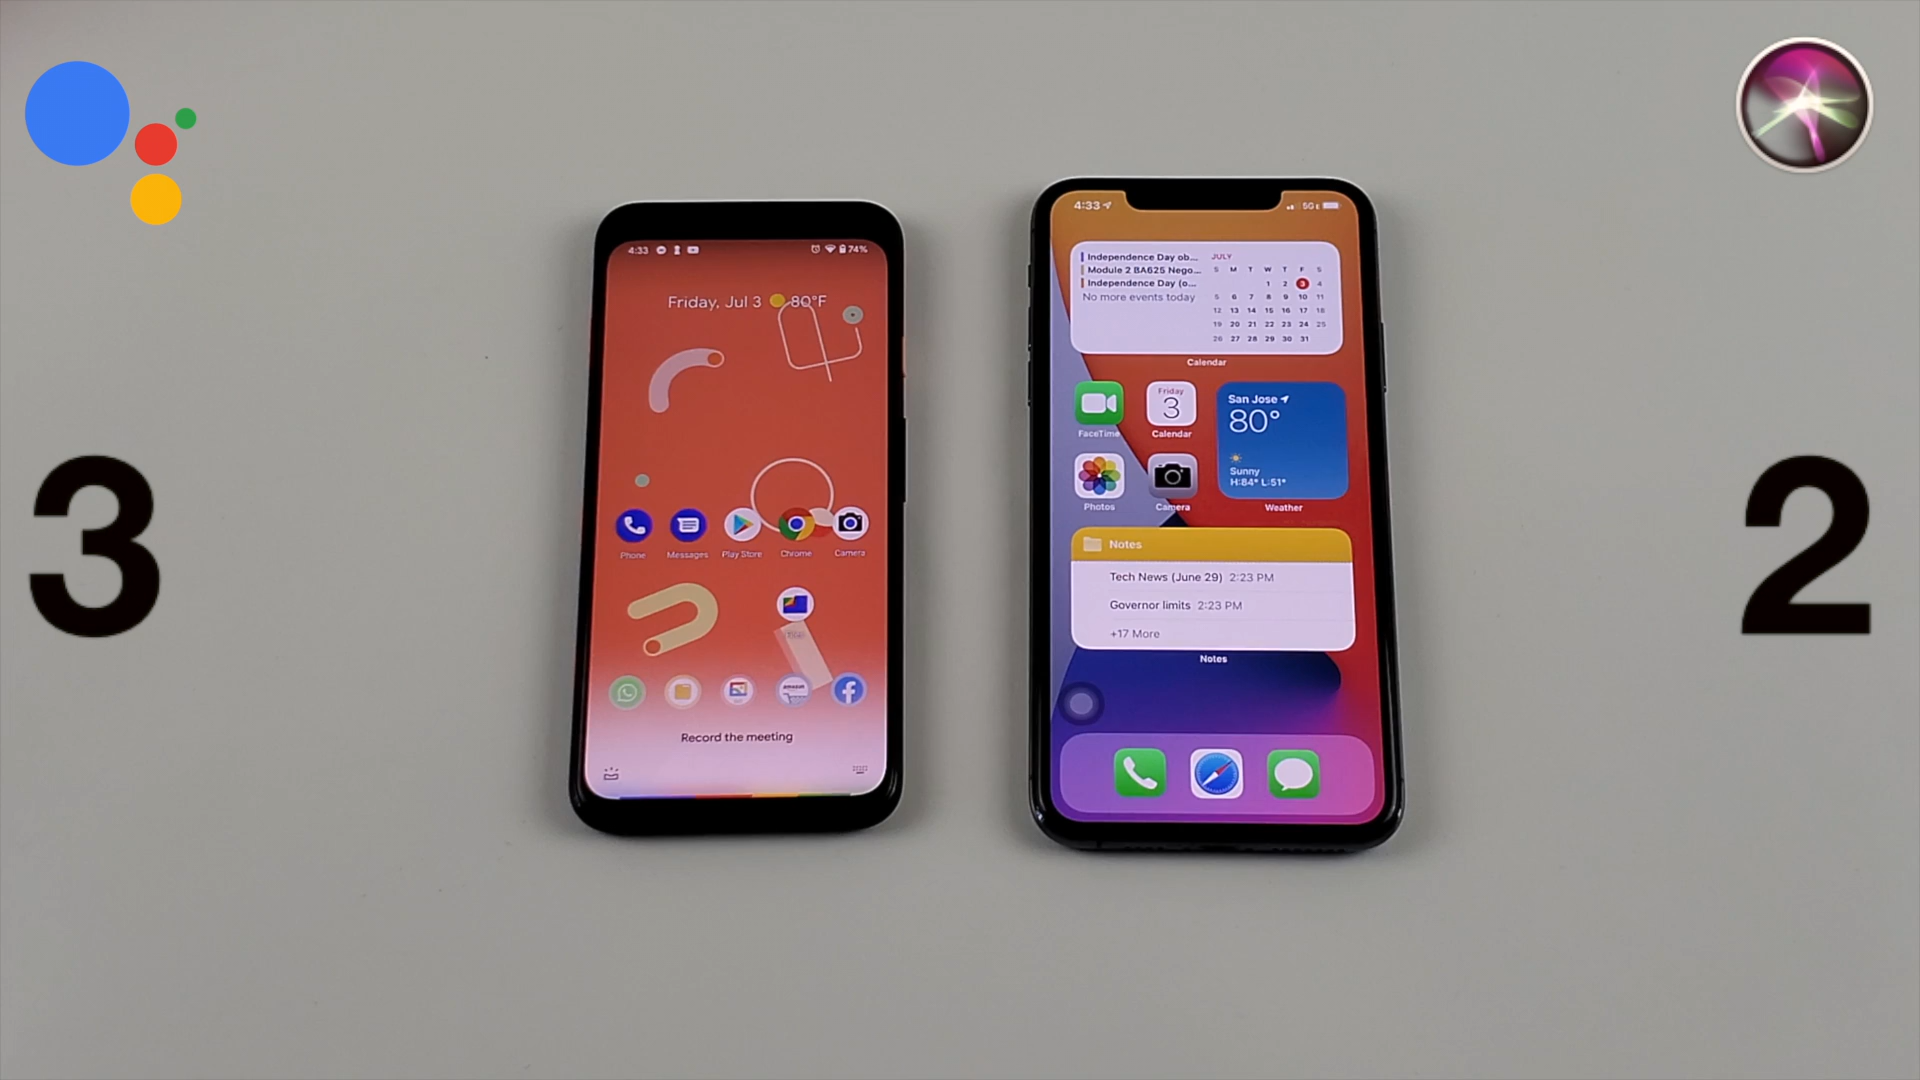 3
4:33
74%
Friday, Jul 3 80°F
Phone
Messages
Play Store
Chrome
Camera
amazon
Record the meeting
4:33
5G E
Independence Day ob...
Module 2 BA625 Nego...
Independence Day (o...
No more events today
JULY
S M T W T F S
1 2 3 4
5 6 7 8 9 10 11
12 13 14 15 16 17 18
19 20 21 22 23 24 25
26 27 28 29 30 31
Calendar
FaceTime
Friday
3
Calendar
San Jose
80°
Sunny
H:84° L:51°
Photos
Camera
Weather
Notes
Tech News (June 29) 2:23 PM
Governor limits 2:23 PM
+17 More
Notes
2